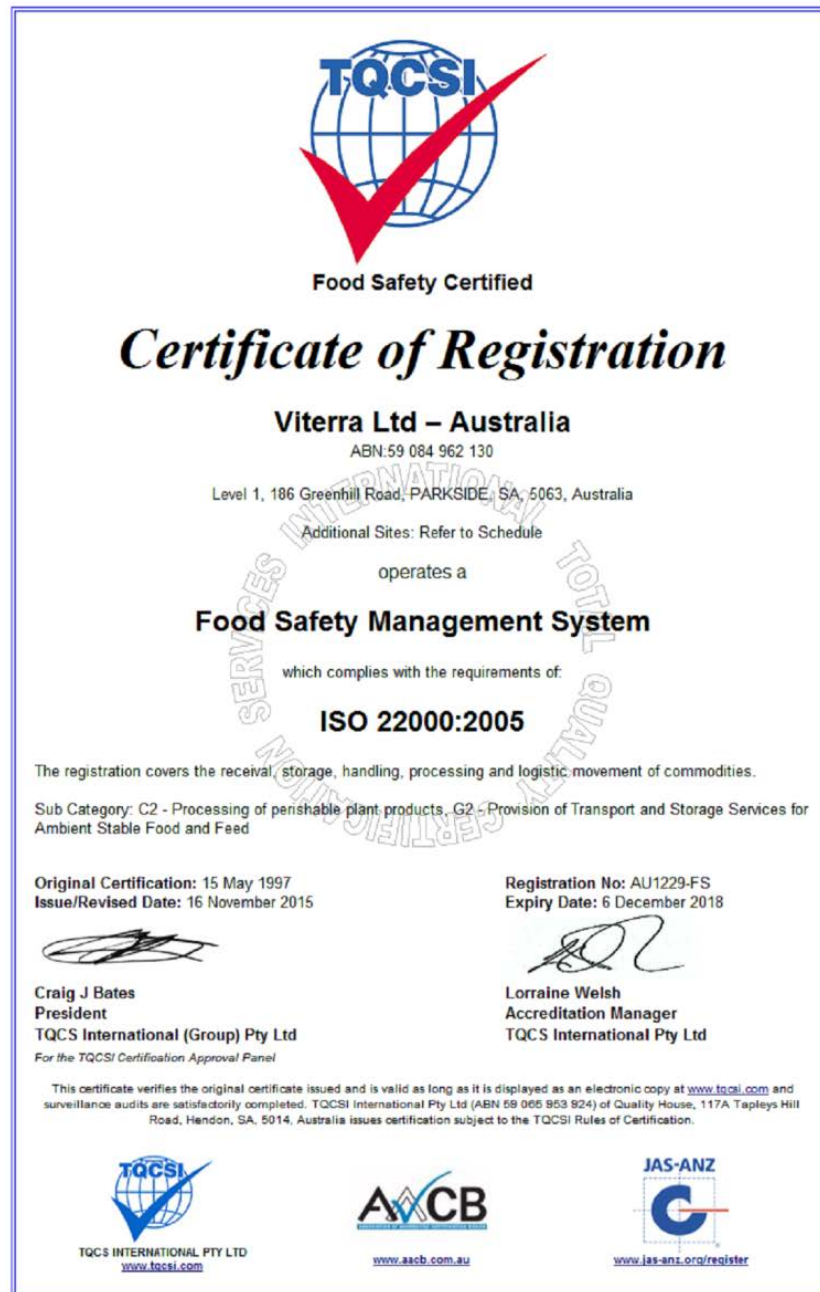 TQCSI
Food Safety Certified
Certificate of Registration
Viterra Ltd – Australia
ABN:59 084 962 130
Level 1, 186 Greenhill Road, PARKSIDE, SA, 5063, Australia
Additional Sites: Refer to Schedule
operates a
Food Safety Management System
which complies with the requirements of:
ISO 22000:2005
TOTAL QUALITY CERTIFICATION SERVICES INTERNATIONAL
The registration covers the receival, storage, handling, processing and logistic movement of commodities.
Sub Category: C2 - Processing of perishable plant products, G2 - Provision of Transport and Storage Services for
Ambient Stable Food and Feed
Original Certification: 15 May 1997
Issue/Revised Date: 16 November 2015
Registration No: AU1229-FS
Expiry Date: 6 December 2018
Craig J Bates
President
TQCS International (Group) Pty Ltd
For the TQCSI Certification Approval Panel
Lorraine Welsh
Accreditation Manager
TQCS International Pty Ltd
This certificate verifies the original certificate issued and is valid as long as it is displayed as an electronic copy at www.tqcsi.com and
surveillance audits are satisfactorily completed. TQCSI International Pty Ltd (ABN 59 065 953 924) of Quality House, 117A Tapleys Hill
Road, Hendon, SA, 5014, Australia issues certification subject to the TQCSI Rules of Certification.
TQCSI
TQCS INTERNATIONAL PTY LTD
www.tqcsi.com
AACB
www.aacb.com.au
JAS-ANZ
www.jas-anz.org/register